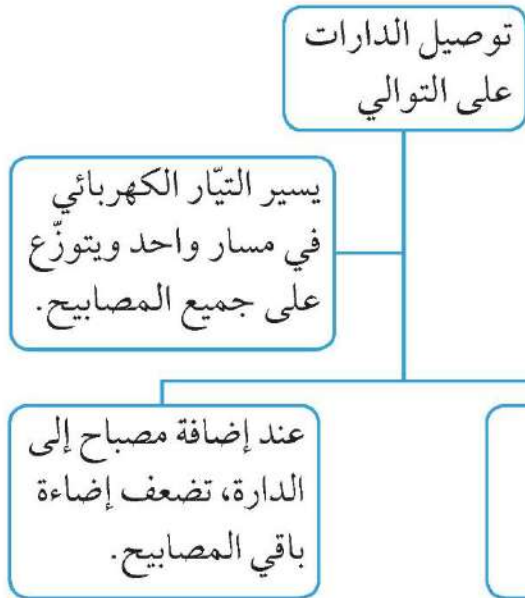 توصيل الدارات
على التوالي
يسير التيّار الكهربائي
في مسار واحد ويتوزّع
على جميع المصابيح.
عند إضافة مصباح إلى
الدارة، تضعف إضاءة
باقي المصابيح.